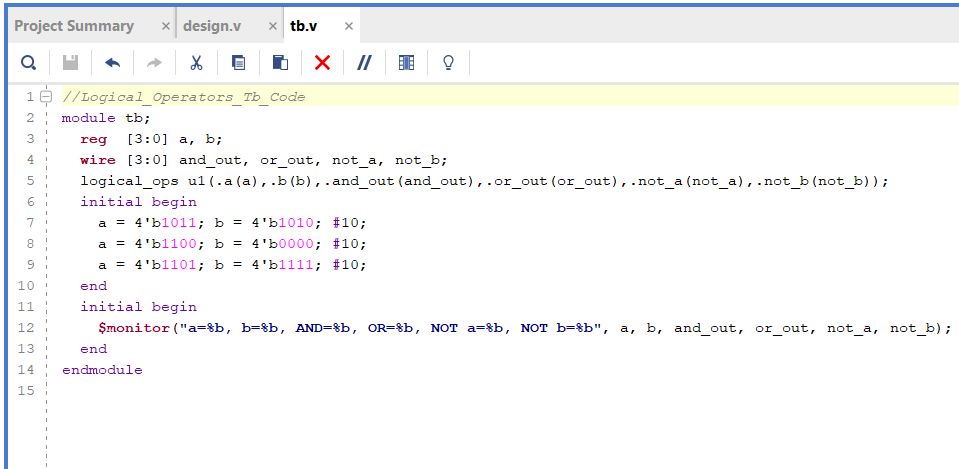 Project Summary × design.v × tb.v ×
1 //Logical_Operators_Tb_Code
2 module tb;
3 reg [3:0] a, b;
4 wire [3:0] and_out, or_out, not_a, not_b;
5 logical_ops u1(.a(a),.b(b),.and_out(and_out),.or_out(or_out),.not_a(not_a),.not_b(not_b));
6 initial begin
7 a = 4'b1011; b = 4'b1010; #10;
8 a = 4'b1100; b = 4'b0000; #10;
9 a = 4'b1101; b = 4'b1111; #10;
10 end
11 initial begin
12 $monitor("a=%b, b=%b, AND=%b, OR=%b, NOT a=%b, NOT b=%b", a, b, and_out, or_out, not_a, not_b);
13 end
14 endmodule
15